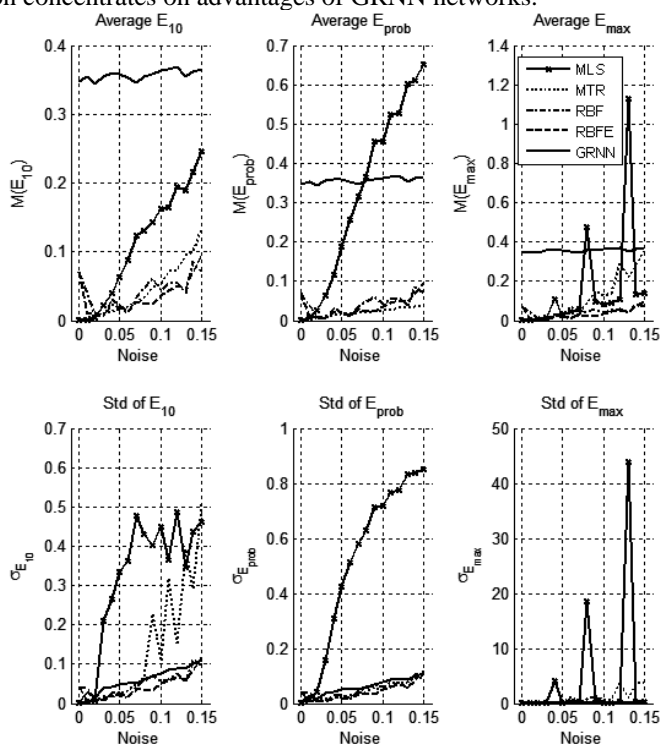 on concentrates on advantages of GRNN networks.
Average E10
Average Eprob
Average Emax
0.4
0.3
0.2
0.1
0
M(E10)
0 0.05 0.1 0.15
Noise
0.7
0.6
0.5
0.4
0.3
0.2
0.1
0
M(Eprob)
0 0.05 0.1 0.15
Noise
1.4
1.2
1
0.8
0.6
0.4
0.2
0
M(Emax)
MLS
MTR
RBF
RBFE
GRNN
0 0.05 0.1 0.15
Noise
Std of E10
Std of Eprob
Std of Emax
0.7
0.6
0.5
0.4
0.3
0.2
0.1
0
σE10
0 0.05 0.1 0.15
Noise
1
0.8
0.6
0.4
0.2
0
σEprob
0 0.05 0.1 0.15
Noise
50
40
30
20
10
0
σEmax
0 0.05 0.1 0.15
Noise